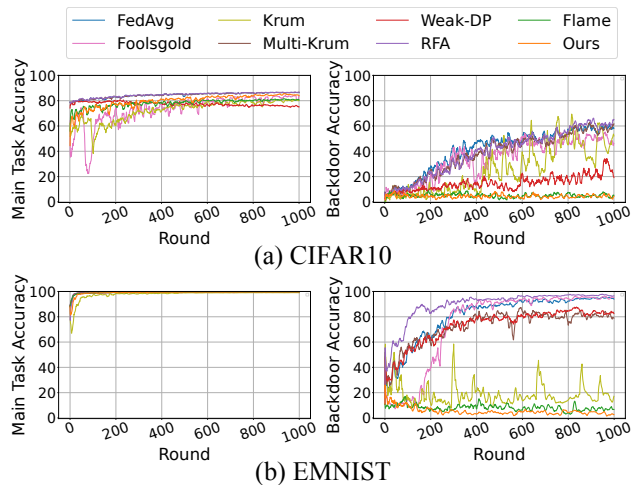 FedAvg Krum Weak-DP Flame
Foolsgold Multi-Krum RFA Ours
Main Task Accuracy
100
80
60
40
20
0
0 200 400 600 800 1000
Round
Backdoor Accuracy
100
80
60
40
20
0
0 200 400 600 800 1000
Round
(a) CIFAR10
Main Task Accuracy
100
80
60
40
20
0
0 200 400 600 800 1000
Round
Backdoor Accuracy
100
80
60
40
20
0
0 200 400 600 800 1000
Round
(b) EMNIST